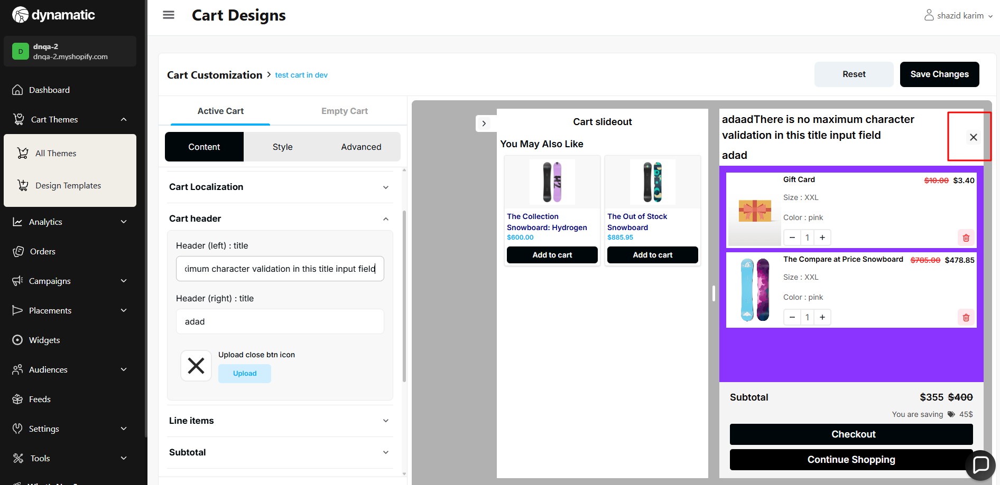 dynamatic
Cart Designs
shazid karim
D
dnqa-2
dnqa-2.myshopify.com
Dashboard
Cart Themes
All Themes
Design Templates
Analytics
Orders
Campaigns
Placements
Widgets
Audiences
Feeds
Settings
Tools
What's New?
Cart Customization > test cart in dev
Reset
Save Changes
Active Cart
Empty Cart
Content
Style
Advanced
Cart Localization
Cart header
Header (left) : title
ximum character validation in this title input field
Header (right) : title
adad
Upload close btn icon
Upload
Line items
Subtotal
Cart slideout
You May Also Like
The Collection
Snowboard: Hydrogen
$600.00
Add to cart
The Out of Stock
Snowboard
$885.95
Add to cart
adaadThere is no maximum character
validation in this title input field
adad
Gift Card
$10.00 $3.40
Size : XXL
Color : pink
− 1 +
The Compare at Price Snowboard
$785.00 $478.85
Size : XXL
Color : pink
− 1 +
Subtotal
$355 $400
You are saving 45$
Checkout
Continue Shopping